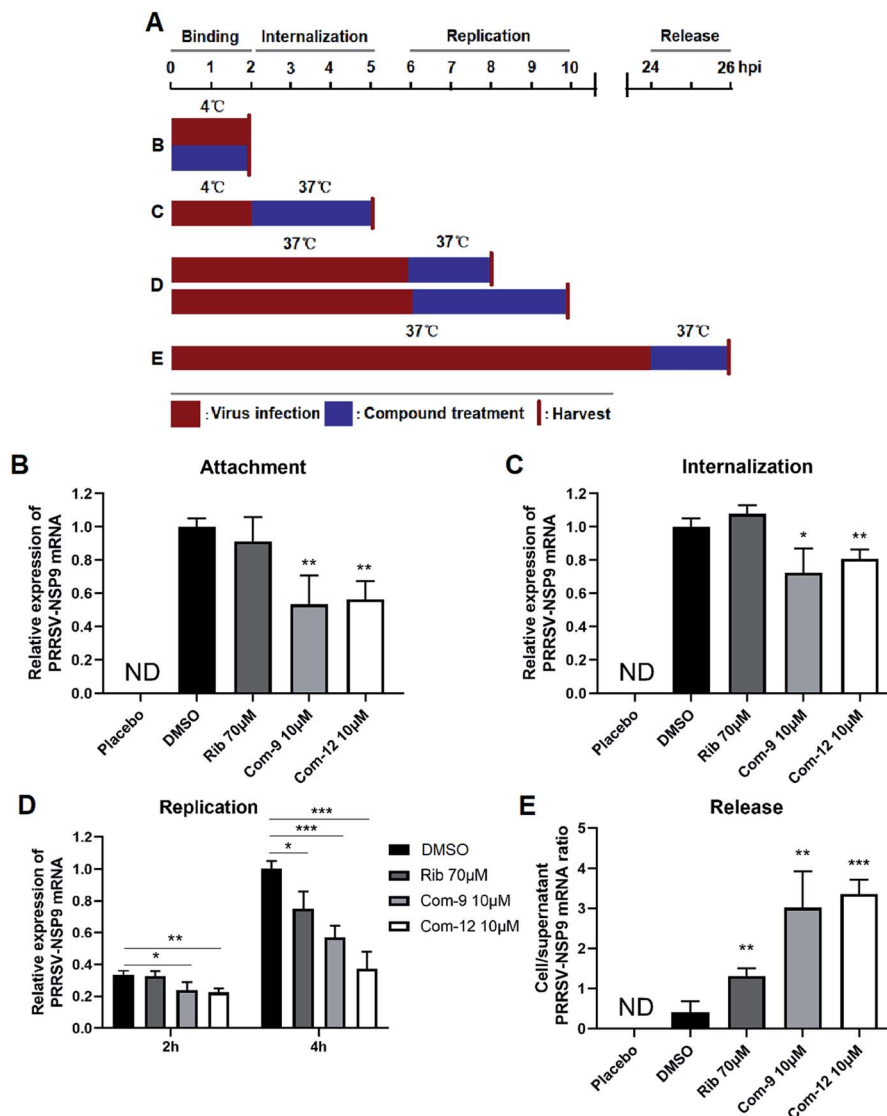 A
Binding Internalization Replication Release
0 1 2 3 4 5 6 7 8 9 10 24 26 hpi
4℃
B
4℃ 37℃
C
37℃ 37℃
D
37℃ 37℃
E
: Virus infection : Compound treatment : Harvest
B
Attachment
Relative expression of
PRRSV-NSP9 mRNA
1.2
1.0
0.8
0.6
0.4
0.2
0.0
ND
**
**
Placebo
DMSO
Rib 70μM
Com-9 10μM
Com-12 10μM
C
Internalization
Relative expression of
PRRSV-NSP9 mRNA
1.2
1.0
0.8
0.6
0.4
0.2
0.0
ND
*
**
Placebo
DMSO
Rib 70μM
Com-9 10μM
Com-12 10μM
D
Replication
Relative expression of
PRRSV-NSP9 mRNA
1.2
1.0
0.8
0.6
0.4
0.2
0.0
**
*
***
***
*
2h
4h
DMSO
Rib 70μM
Com-9 10μM
Com-12 10μM
E
Release
Cell/supernatant
PRRSV-NSP9 mRNA ratio
5
4
3
2
1
0
ND
**
**
***
Placebo
DMSO
Rib 70μM
Com-9 10μM
Com-12 10μM